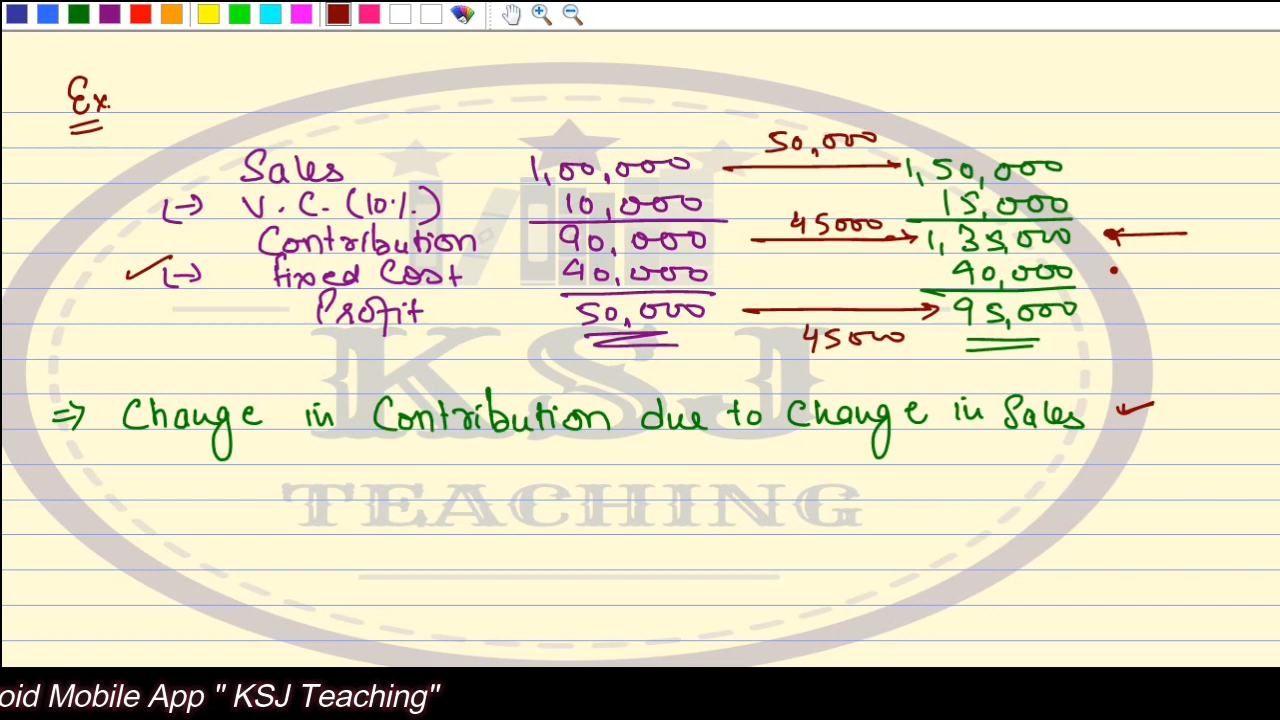 Ex.
50,000
Sales 1,00,000 1,50,000
V.C. (10%) 10,000 15,000
45000
Contribution 90,000 1,35,000
fixed Cost 40,000 40,000
Profit 50,000 95,000
45000
⇒ Change in Contribution due to Change in Sales ✓
KSJ
TEACHING
oid Mobile App " KSJ Teaching"